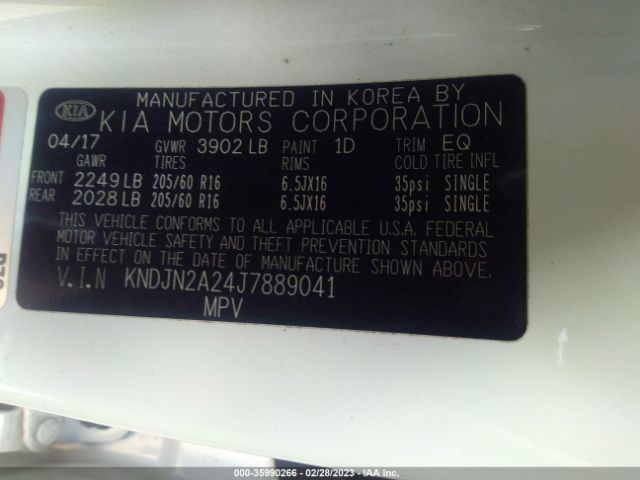 MANUFACTURED IN KOREA BY
KIA KIA MOTORS CORPORATION
04/17 GVWR 3902 LB PAINT 1D TRIM EQ
GAWR TIRES RIMS COLD TIRE INFL
FRONT 2249 LB 205/60 R16 6.5JX16 35psi SINGLE
REAR 2028 LB 205/60 R16 6.5JX16 35psi SINGLE
THIS VEHICLE CONFORMS TO ALL APPLICABLE U.S.A. FEDERAL
MOTOR VEHICLE SAFETY AND THEFT PREVENTION STANDARDS
IN EFFECT ON THE DATE OF MANUFACTURE SHOWN ABOVE.
V.I.N KNDJN2A24J7889041
MPV
000-35990266 - 02/28/2023 - IAA Inc.